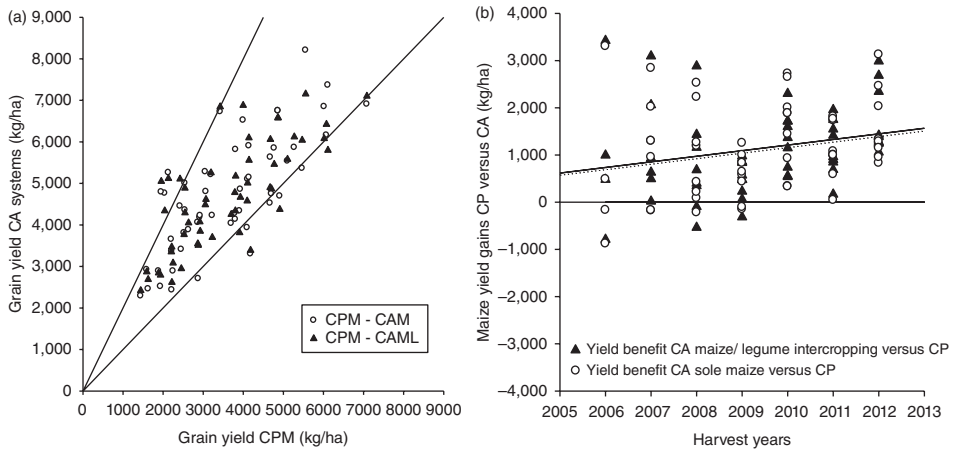 (a)
9,000
8,000
7,000
6,000
5,000
4,000
3,000
2,000
1,000
0
Grain yield CA systems (kg/ha)
CPM - CAM
CPM - CAML
0 1000 2000 3000 4000 5000 6000 7000 8000 9000
Grain yield CPM (kg/ha)
(b)
4,000
3,000
2,000
1,000
0
–1,000
–2,000
–3,000
–4,000
Maize yield gains CP versus CA (kg/ha)
Yield benefit CA maize/ legume intercropping versus CP
Yield benefit CA sole maize versus CP
2005 2006 2007 2008 2009 2010 2011 2012 2013
Harvest years